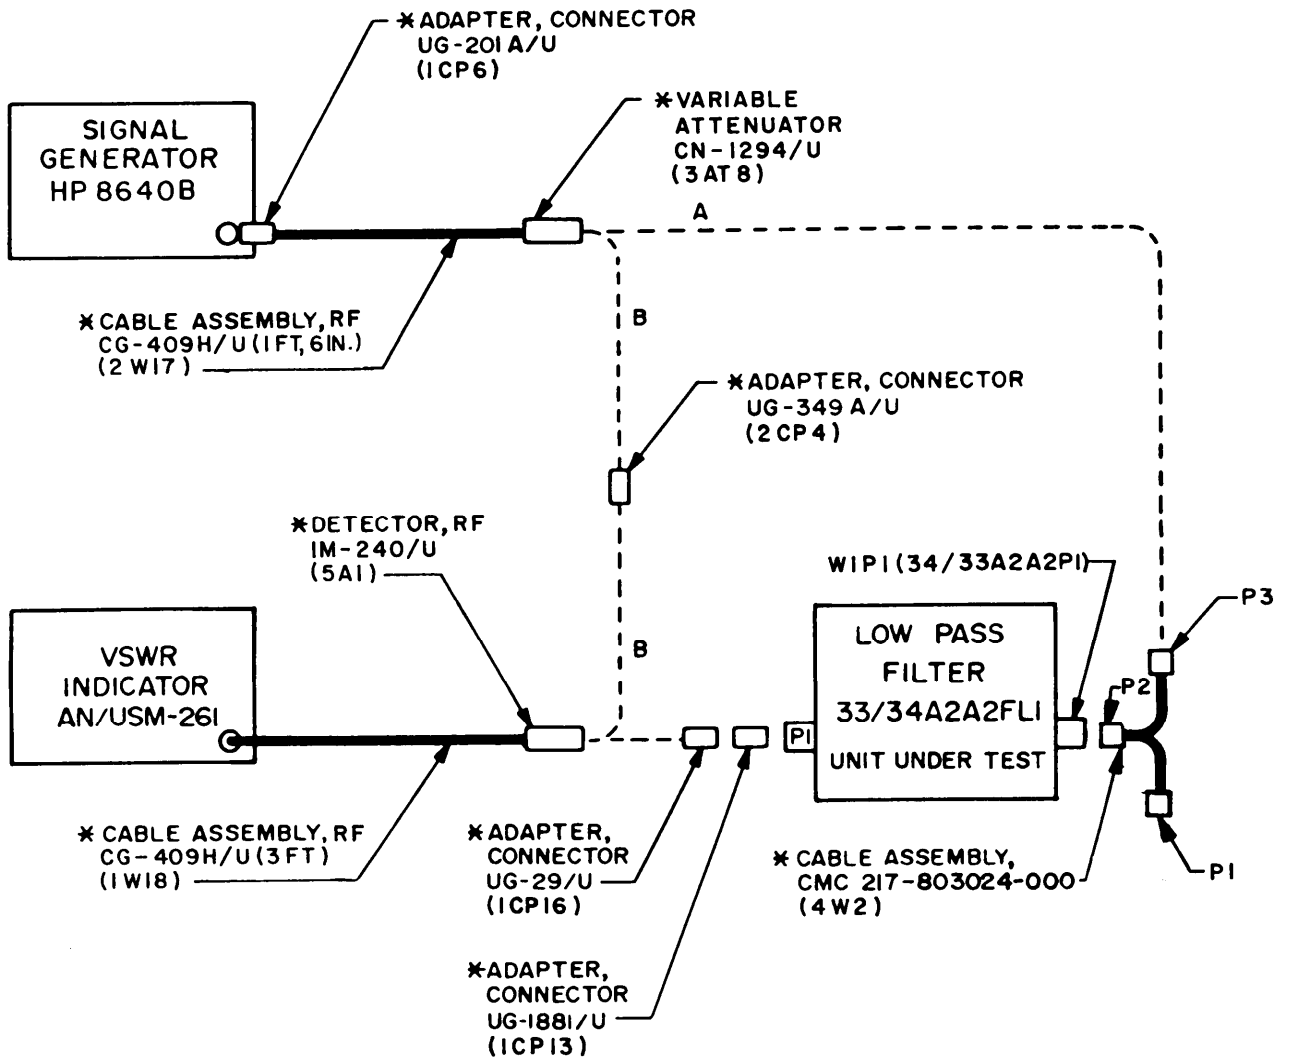 *ADAPTER, CONNECTOR
UG-201A/U
(1CP6)
*VARIABLE
ATTENUATOR
CN-1294/U
(3AT8)
SIGNAL
GENERATOR
HP 8640B
A
*CABLE ASSEMBLY, RF
CG-409H/U(1FT,6IN.)
(2W17)
B
*ADAPTER, CONNECTOR
UG-349A/U
(2CP4)
*DETECTOR, RF
IM-240/U
(5A1)
W1P1(34/33A2A2P1)
P3
B
VSWR
INDICATOR
AN/USM-261
P1
LOW PASS
FILTER
33/34A2A2FL1
UNIT UNDER TEST
P2
*CABLE ASSEMBLY, RF
CG-409H/U(3FT)
(1W18)
*ADAPTER,
CONNECTOR
UG-29/U
(1CP16)
*CABLE ASSEMBLY,
CMC 217-803024-000
(4W2)
P1
*ADAPTER,
CONNECTOR
UG-1881/U
(1CP13)